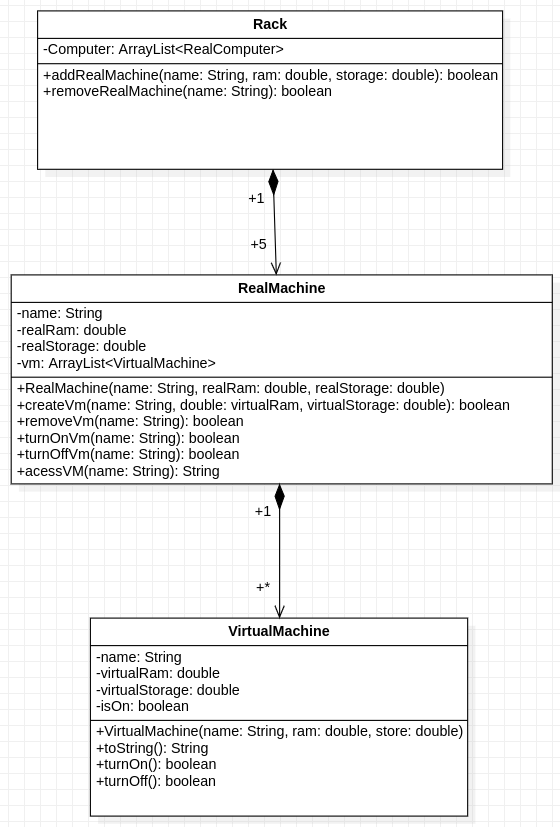 Rack
-Computer: ArrayList<RealComputer>
+addRealMachine(name: String, ram: double, storage: double): boolean
+removeRealMachine(name: String): boolean
+1
+5
RealMachine
-name: String
-realRam: double
-realStorage: double
-vm: ArrayList<VirtualMachine>
+RealMachine(name: String, realRam: double, realStorage: double)
+createVm(name: String, double: virtualRam, virtualStorage: double): boolean
+removeVm(name: String): boolean
+turnOnVm(name: String): boolean
+turnOffVm(name: String): boolean
+acessVM(name: String): String
+1
+*
VirtualMachine
-name: String
-virtualRam: double
-virtualStorage: double
-isOn: boolean
+VirtualMachine(name: String, ram: double, store: double)
+toString(): String
+turnOn(): boolean
+turnOff(): boolean